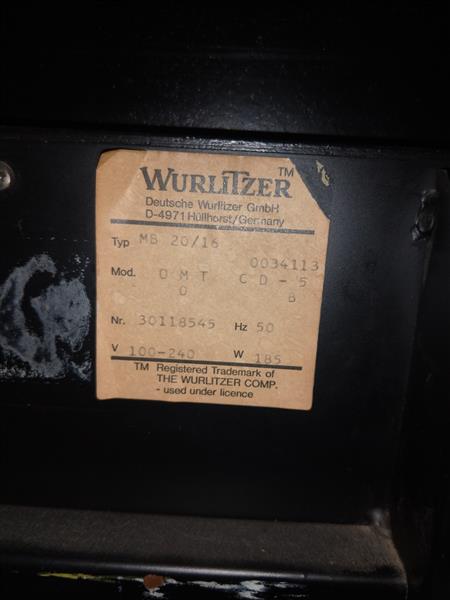 WURLITZER TM
Deutsche Wurlitzer GmbH
D-4971 Hüllhorst/Germany
Typ MB 20/16
0034113
Mod. O M T C D - 5
O B
Nr. 30118545 Hz 50
V 100-240 W 185
TM Registered Trademark of
THE WURLITZER COMP.
- used under licence